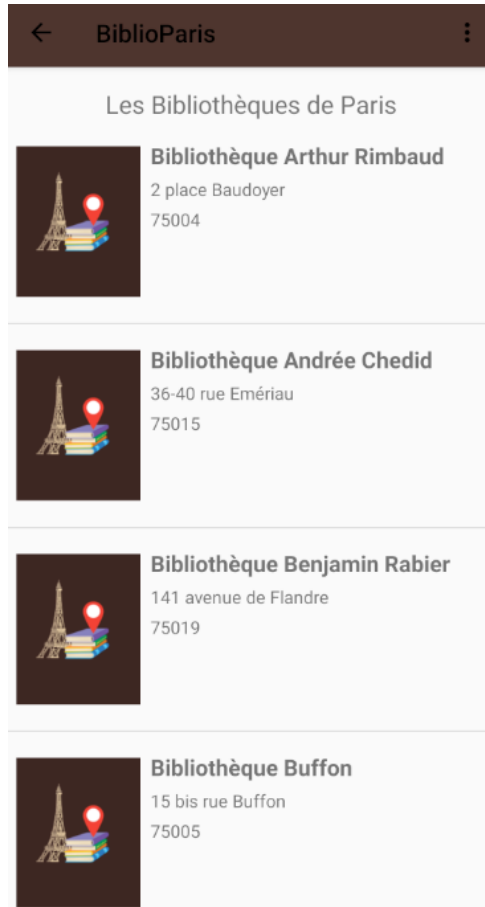 BiblioParis
Les Bibliothèques de Paris
Bibliothèque Arthur Rimbaud
2 place Baudoyer
75004
Bibliothèque Andrée Chedid
36-40 rue Emériau
75015
Bibliothèque Benjamin Rabier
141 avenue de Flandre
75019
Bibliothèque Buffon
15 bis rue Buffon
75005